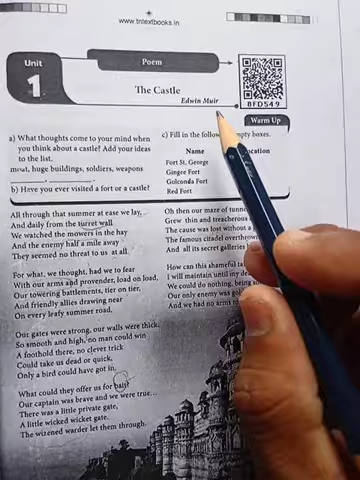 www.tntextbooks.in
Unit
1
Poem
The Castle
Edwin Muir
8FD549
Warm Up
a) What thoughts come to your mind when
you think about a castle? Add your ideas
to the list.
moat, huge buildings, soldiers, weapons
b) Have you ever visited a fort or a castle?
c) Fill in the empty boxes.
Name
Fort St. George
Gingee Fort
Golconda Fort
Red Fort
All through that summer at ease we lay,
And daily from the turret wall
We watched the mowers in the hay
And the enemy half a mile away
They seemed no threat to us at all.
For what, we thought, had we to fear
With our arms and provender, load on load,
Our towering battlements, tier on tier,
And friendly allies drawing near
On every leafy summer road.
Our gates were strong, our walls were thick,
So smooth and high, no man could win
A foothold there, no clever trick
Could take us dead or quick,
Only a bird could have got in.
What could they offer us for bait?
Our captain was brave and we were true...
There was a little private gate,
A little wicked wicket gate.
The wizened warder let them through.
Oh then our maze of
Grew thin and treacherous
The cause was lost without a
The famous citadel
And all its secret
How can this shameful
I will maintain until my
We could do nothing, being
Our only enemy was
And we had no arms to